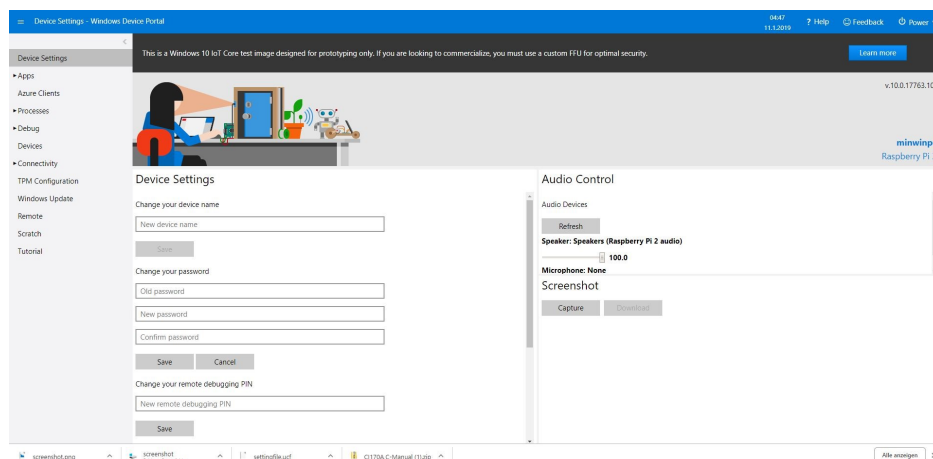 Device Settings - Windows Device Portal
04:47
11.1.2019
? Help
Feedback
Power
Device Settings
▸Apps
Azure Clients
▸Processes
▸Debug
Devices
▸Connectivity
TPM Configuration
Windows Update
Remote
Scratch
Tutorial
This is a Windows 10 IoT Core test image designed for prototyping only. If you are looking to commercialize, you must use a custom FFU for optimal security.
Learn more
v.10.0.17763.10
minwinp
Raspberry Pi
Device Settings
Change your device name
New device name
Save
Change your password
Old password
New password
Confirm password
Save Cancel
Change your remote debugging PIN
New remote debugging PIN
Save
Audio Control
Audio Devices
Refresh
Speaker: Speakers (Raspberry Pi 2 audio)
100.0
Microphone: None
Screenshot
Capture Download
screenshot.png
screenshot
settingfile.ucf
CI170A C-Manual (1).zip
Alle anzeigen